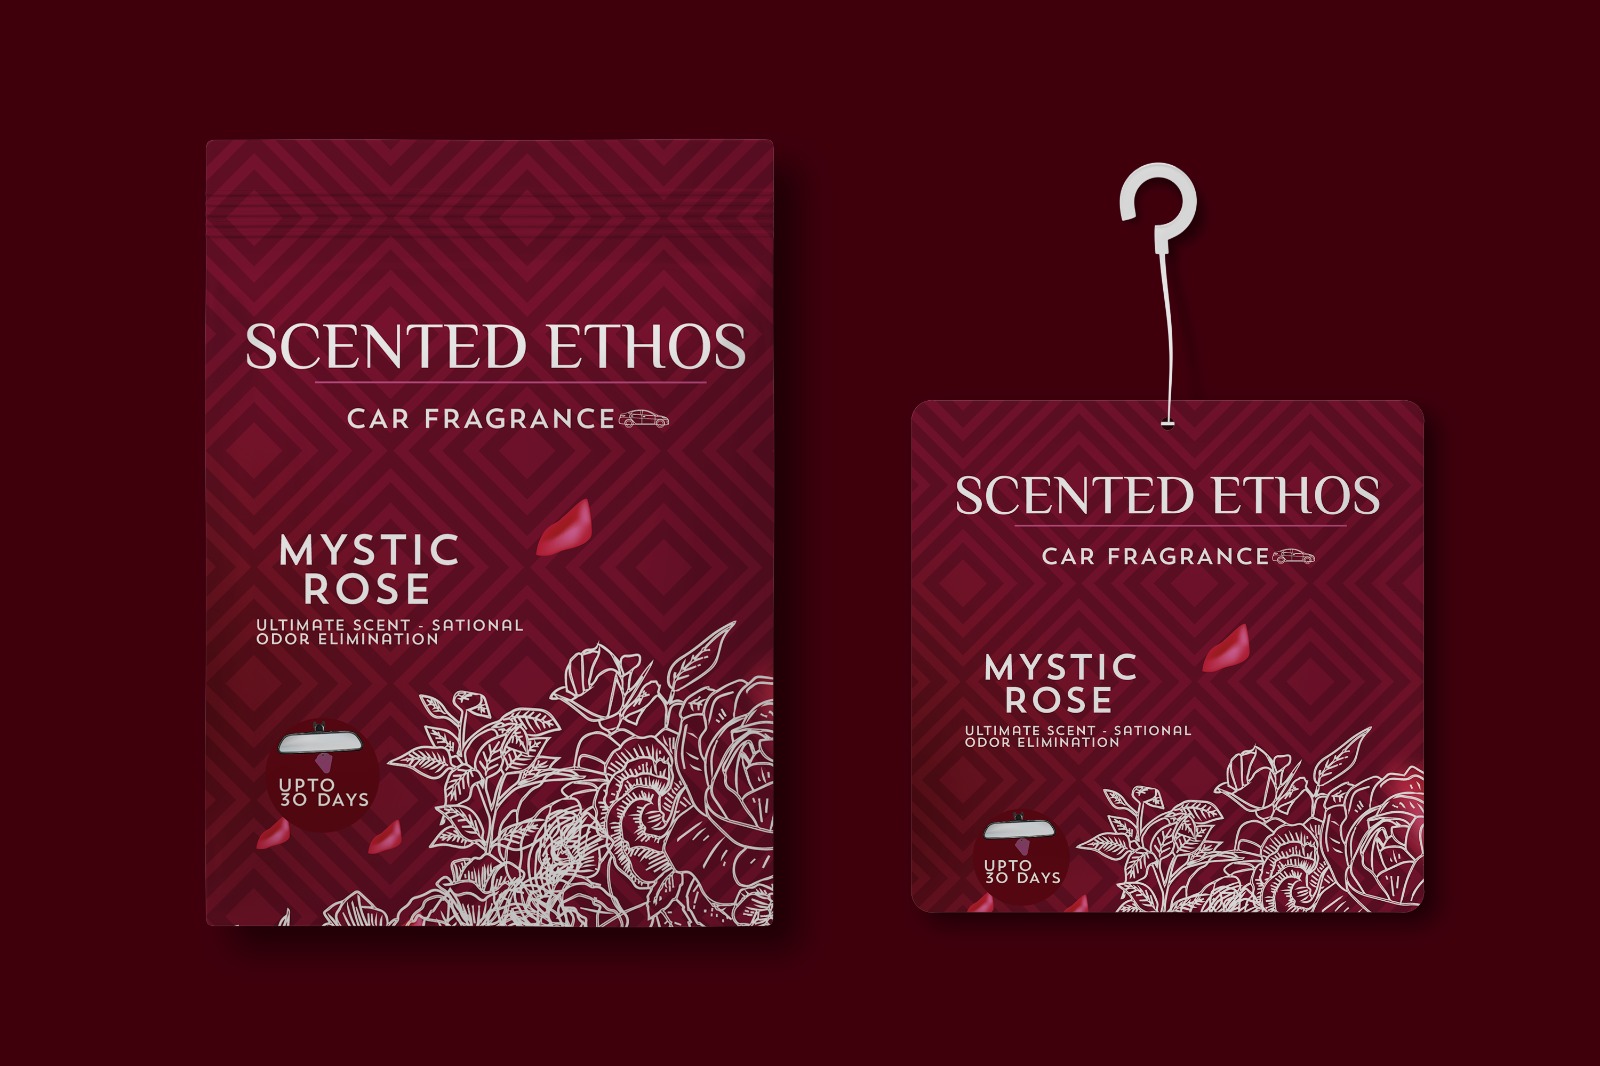 SCENTED ETHOS
CAR FRAGRANCE
MYSTIC
ROSE
ULTIMATE SCENT - SATIONAL
ODOR ELIMINATION
UPTO
30 DAYS
SCENTED ETHOS
CAR FRAGRANCE
MYSTIC
ROSE
ULTIMATE SCENT - SATIONAL
ODOR ELIMINATION
UPTO
30 DAYS